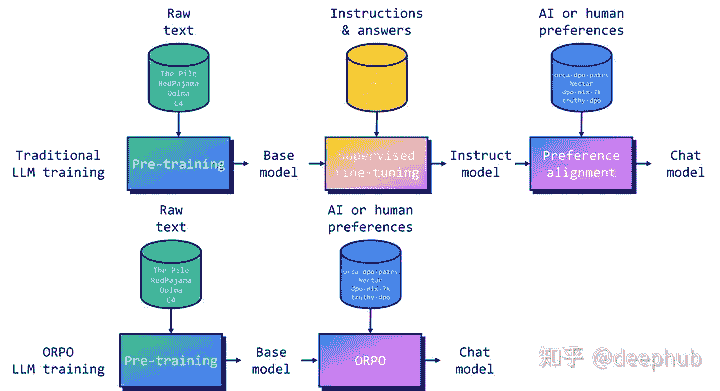 Raw
text
Instructions
& answers
AI or human
preferences
The Pile
RedPajama
Dolma
C4
orca-dpo-pairs
Nectar
dpo-mix-7k
truthy-dpo
Traditional
LLM training
Pre-training
Base
model
Supervised
fine-tuning
Instruct
model
Preference
alignment
Chat
model
Raw
text
AI or human
preferences
The Pile
RedPajama
Dolma
C4
orca-dpo-pairs
Nectar
dpo-mix-7k
truthy-dpo
ORPO
LLM training
Pre-training
Base
model
ORPO
Chat
model
知乎 @deephub